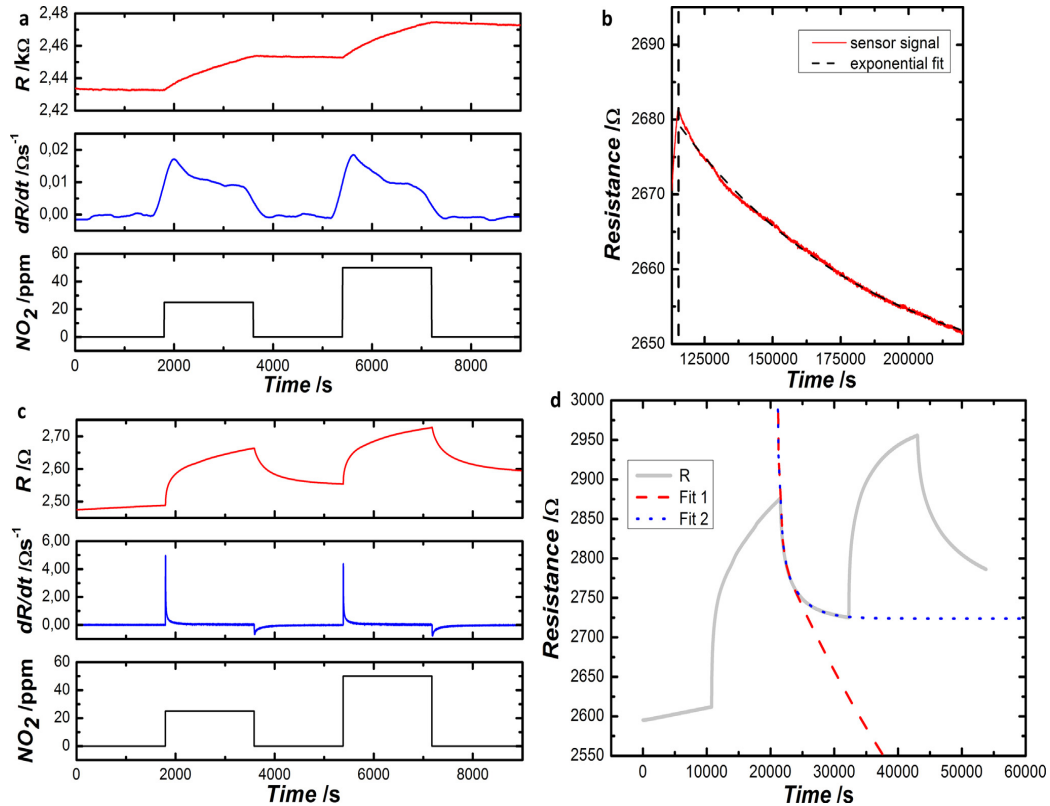 a
R /kΩ
2,48
2,46
2,44
2,42
dR/dt /Ωs-1
0,02
0,01
0,00
NO2/ppm
60
40
20
0
0 2000 4000 6000 8000
Time /s
b
Resistance /Ω
2695
2690
2680
2670
2660
2650
sensor signal
exponential fit
125000 150000 175000 200000
Time /s
c
R /Ω
2,70
2,60
2,50
dR/dt /Ωs-1
6,00
4,00
2,00
0,00
NO2/ppm
60
40
20
0
0 2000 4000 6000 8000
Time /s
d
Resistance /Ω
3000
2950
2900
2850
2800
2750
2700
2650
2600
2550
R
Fit 1
Fit 2
0 10000 20000 30000 40000 50000 60000
Time /s